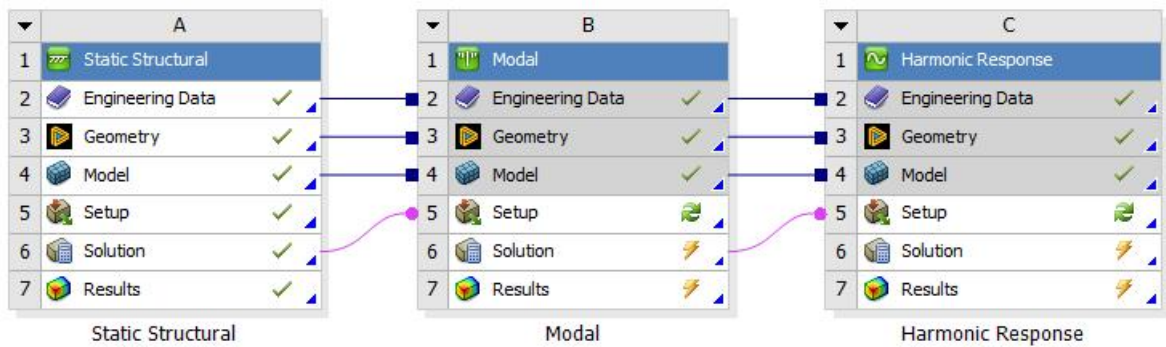 A
1 Static Structural
2 Engineering Data
3 Geometry
4 Model
5 Setup
6 Solution
7 Results
Static Structural
B
1 Modal
2 Engineering Data
3 Geometry
4 Model
5 Setup
6 Solution
7 Results
Modal
C
1 Harmonic Response
2 Engineering Data
3 Geometry
4 Model
5 Setup
6 Solution
7 Results
Harmonic Response